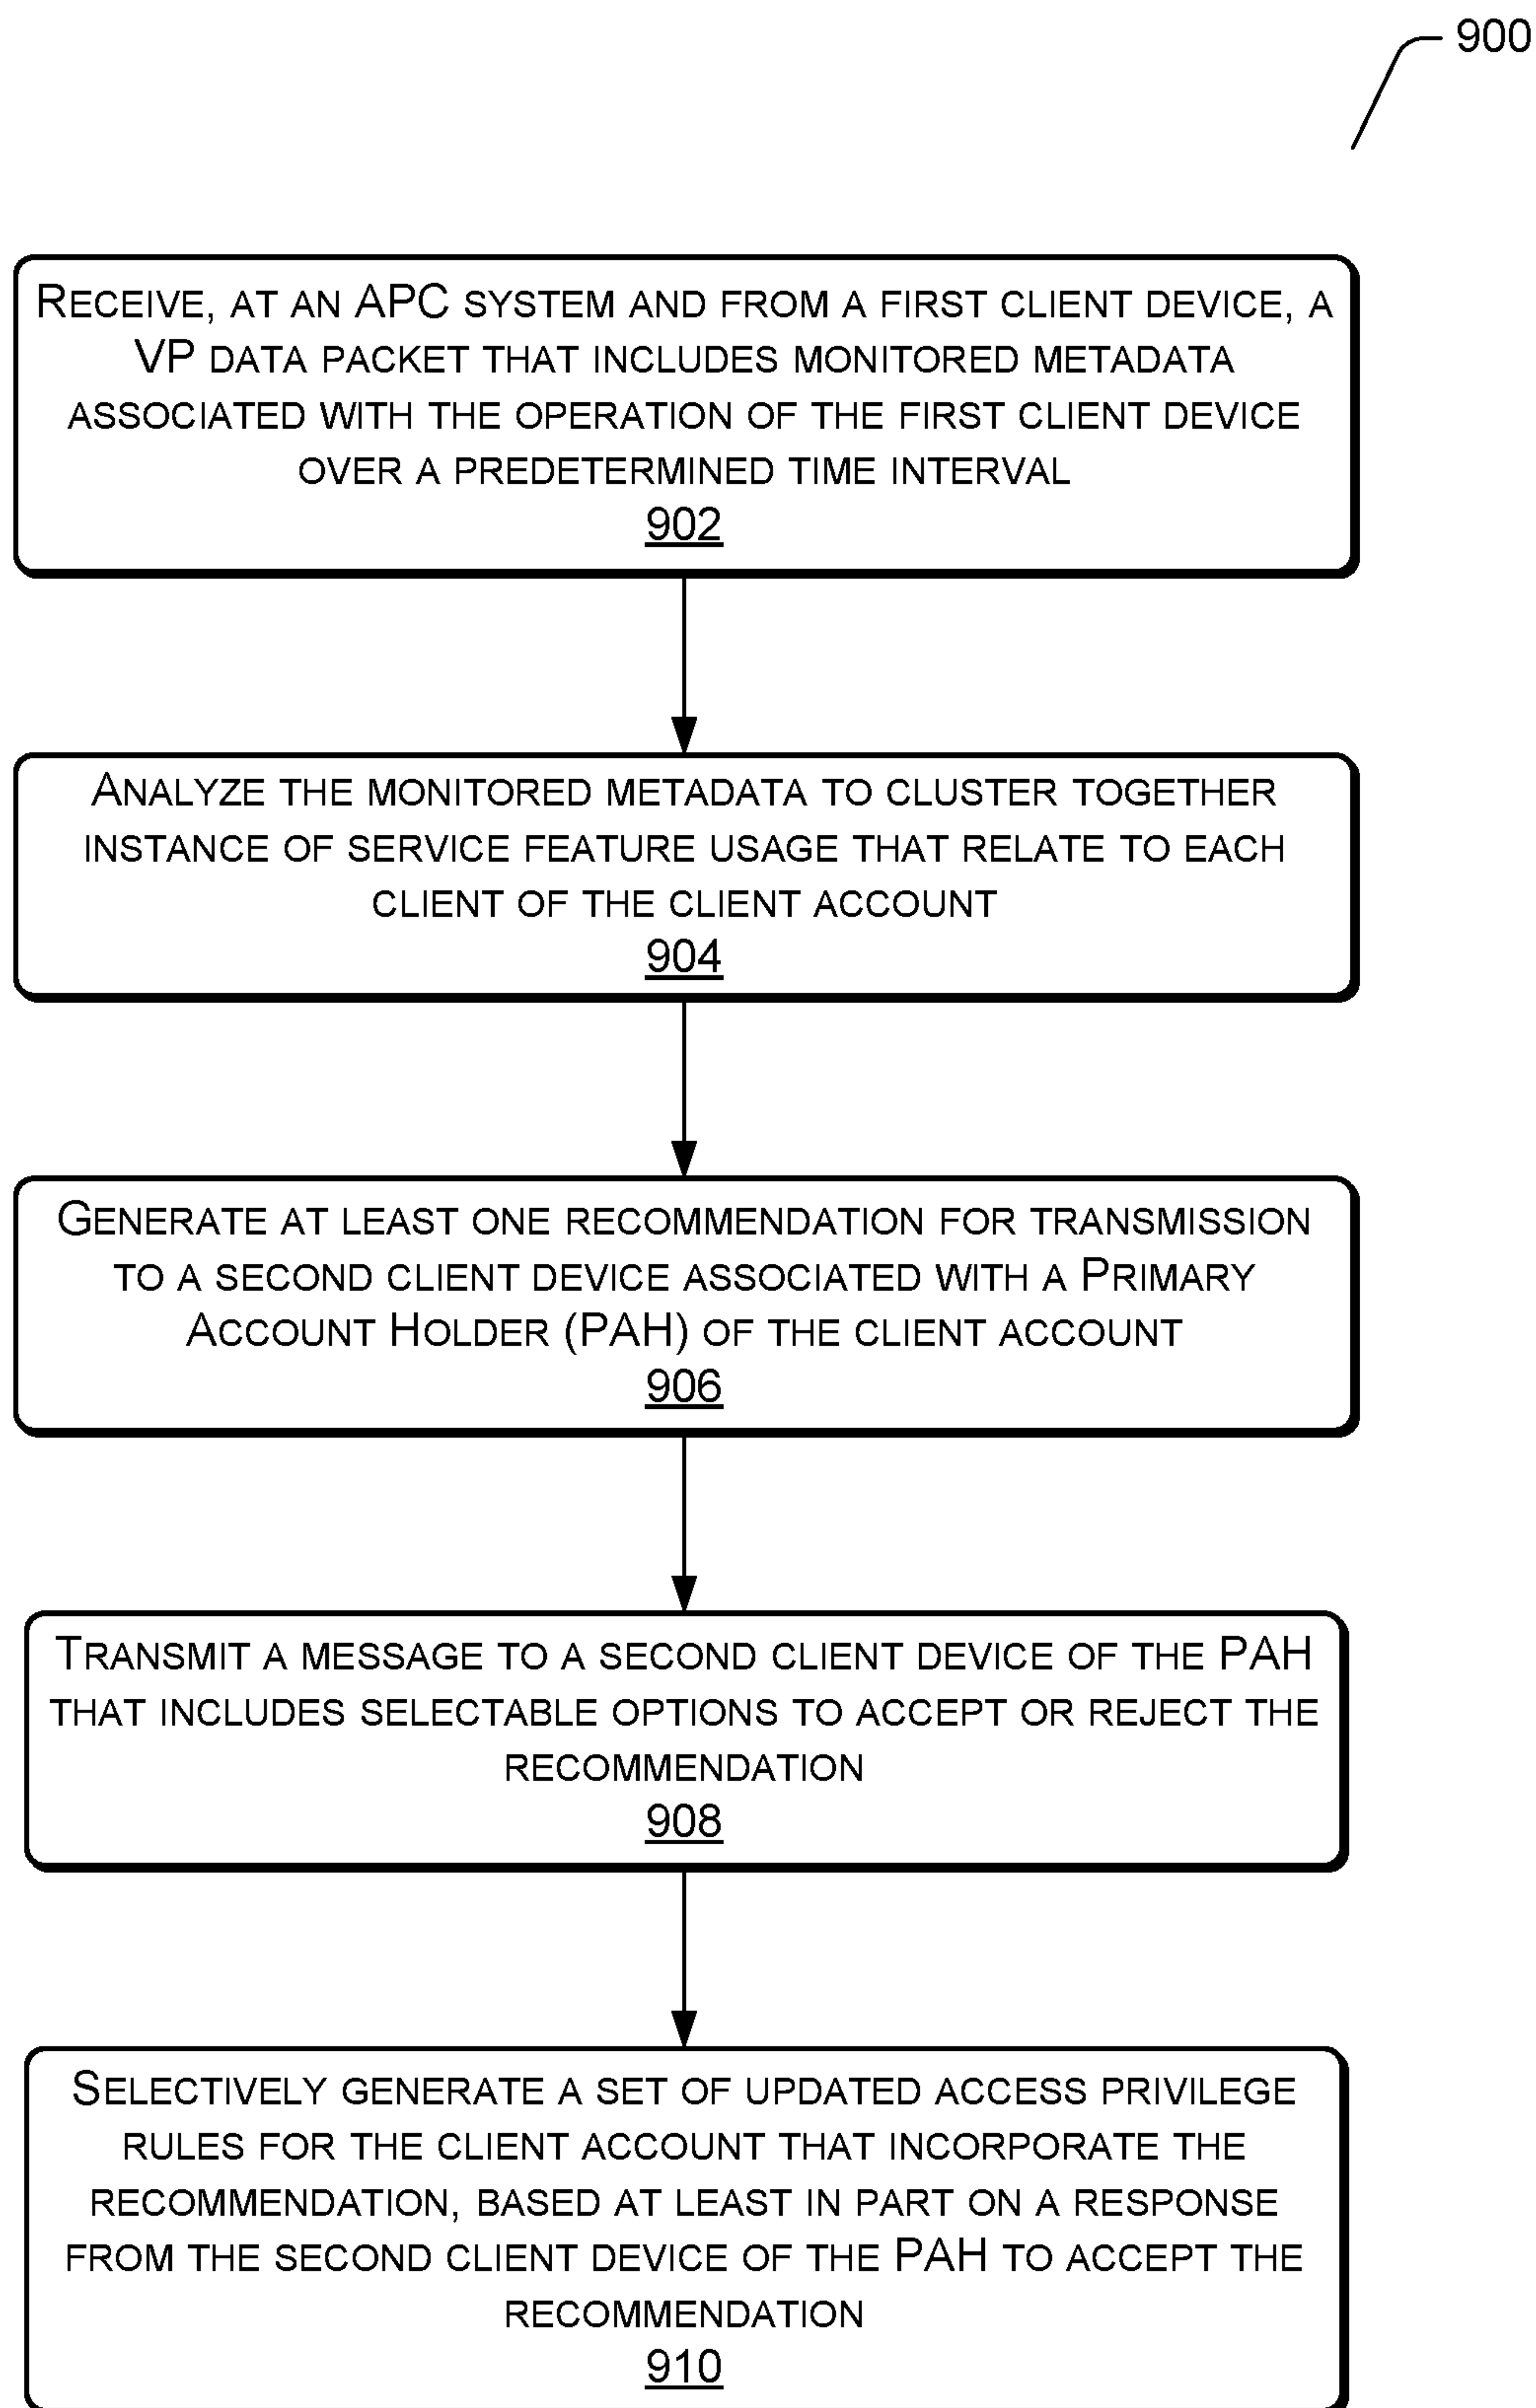 900
RECEIVE, AT AN APC SYSTEM AND FROM A FIRST CLIENT DEVICE, A
VP DATA PACKET THAT INCLUDES MONITORED METADATA
ASSOCIATED WITH THE OPERATION OF THE FIRST CLIENT DEVICE
OVER A PREDETERMINED TIME INTERVAL
902
ANALYZE THE MONITORED METADATA TO CLUSTER TOGETHER
INSTANCE OF SERVICE FEATURE USAGE THAT RELATE TO EACH
CLIENT OF THE CLIENT ACCOUNT
904
GENERATE AT LEAST ONE RECOMMENDATION FOR TRANSMISSION
TO A SECOND CLIENT DEVICE ASSOCIATED WITH A PRIMARY
ACCOUNT HOLDER (PAH) OF THE CLIENT ACCOUNT
906
TRANSMIT A MESSAGE TO A SECOND CLIENT DEVICE OF THE PAH
THAT INCLUDES SELECTABLE OPTIONS TO ACCEPT OR REJECT THE
RECOMMENDATION
908
SELECTIVELY GENERATE A SET OF UPDATED ACCESS PRIVILEGE
RULES FOR THE CLIENT ACCOUNT THAT INCORPORATE THE
RECOMMENDATION, BASED AT LEAST IN PART ON A RESPONSE
FROM THE SECOND CLIENT DEVICE OF THE PAH TO ACCEPT THE
RECOMMENDATION
910